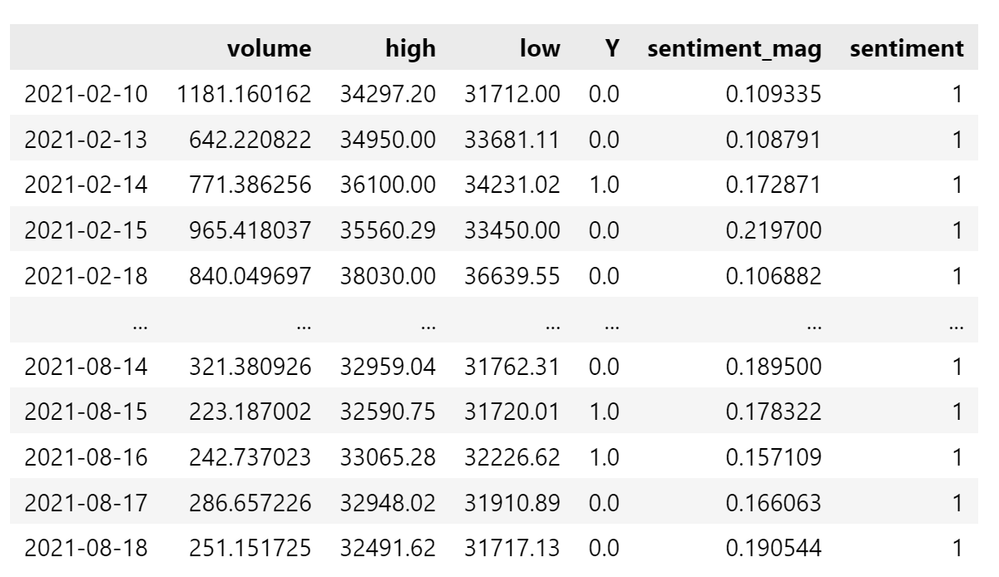 volume high low Y sentiment_mag sentiment
2021-02-10 1181.160162 34297.20 31712.00 0.0 0.109335 1
2021-02-13 642.220822 34950.00 33681.11 0.0 0.108791 1
2021-02-14 771.386256 36100.00 34231.02 1.0 0.172871 1
2021-02-15 965.418037 35560.29 33450.00 0.0 0.219700 1
2021-02-18 840.049697 38030.00 36639.55 0.0 0.106882 1
... ... ... ... ... ... ...
2021-08-14 321.380926 32959.04 31762.31 0.0 0.189500 1
2021-08-15 223.187002 32590.75 31720.01 1.0 0.178322 1
2021-08-16 242.737023 33065.28 32226.62 1.0 0.157109 1
2021-08-17 286.657226 32948.02 31910.89 0.0 0.166063 1
2021-08-18 251.151725 32491.62 31717.13 0.0 0.190544 1